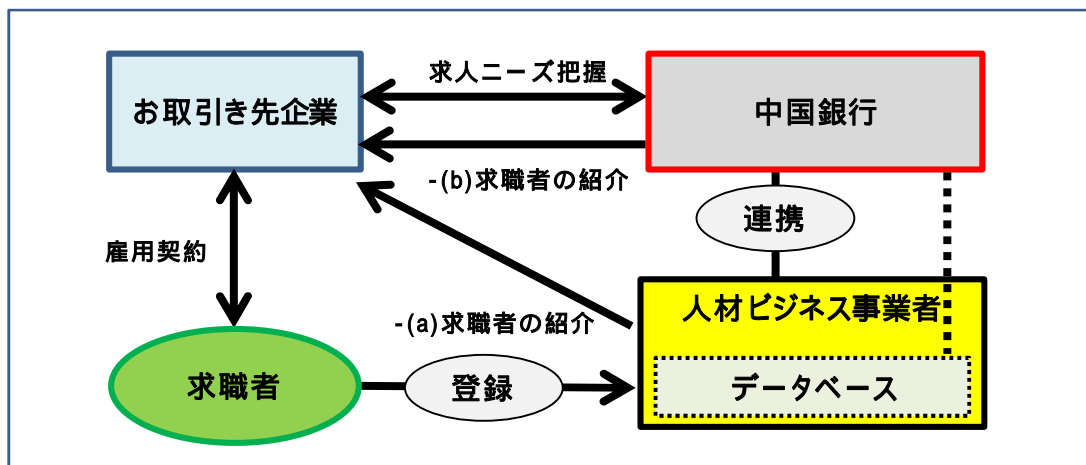 求人ニーズ把握
お取引き先企業
中国銀行
-(b)求職者の紹介
連携
雇用契約
人材ビジネス事業者
-(a)求職者の紹介
データベース
求職者
登録